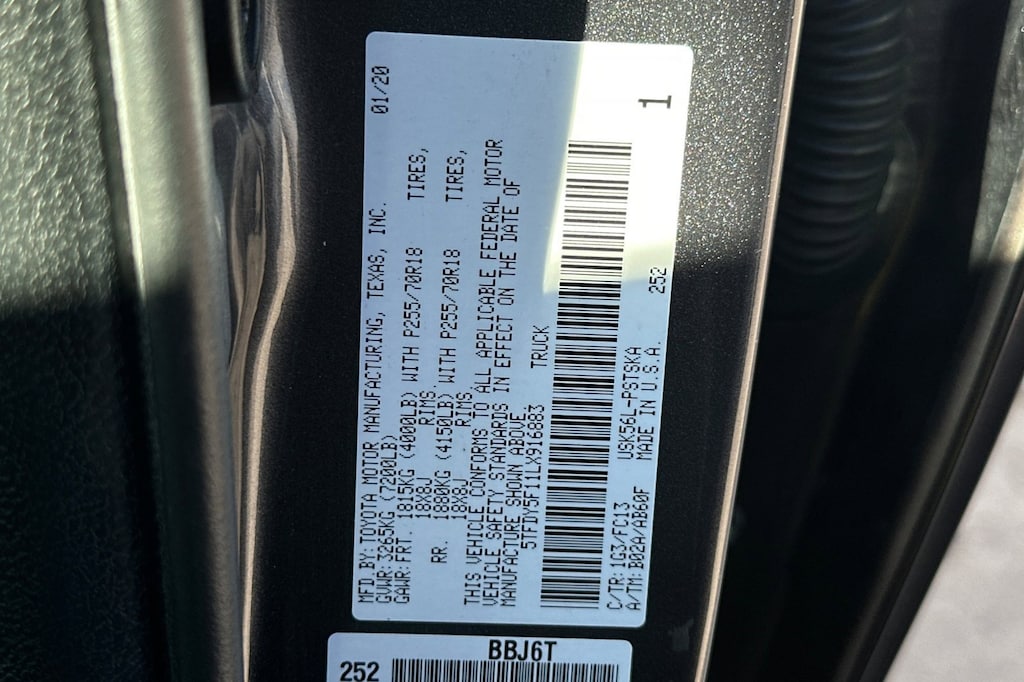 MFD BY:TOYOTA MOTOR MANUFACTURING, TEXAS, INC. 01/20
GVWR:3265KG (7200LB)
GAWR:FRT. 1815KG (4000LB) WITH P255/70R18 TIRES,
18X8J RIMS,
RR. 1880KG (4150LB) WITH P255/70R18 TIRES,
18X8J RIMS
THIS VEHICLE CONFORMS TO ALL APPLICABLE FEDERAL MOTOR
VEHICLE SAFETY STANDARDS IN EFFECT ON THE DATE OF
MANUFACTURE SHOWN ABOVE.
5TFDY5F11LX916883 TRUCK
C/TR:1G3/FC13 USK56L-PSTSKA 252 1
A/TM:B02A/AB60F MADE IN U.S.A.
BBJ6T
252